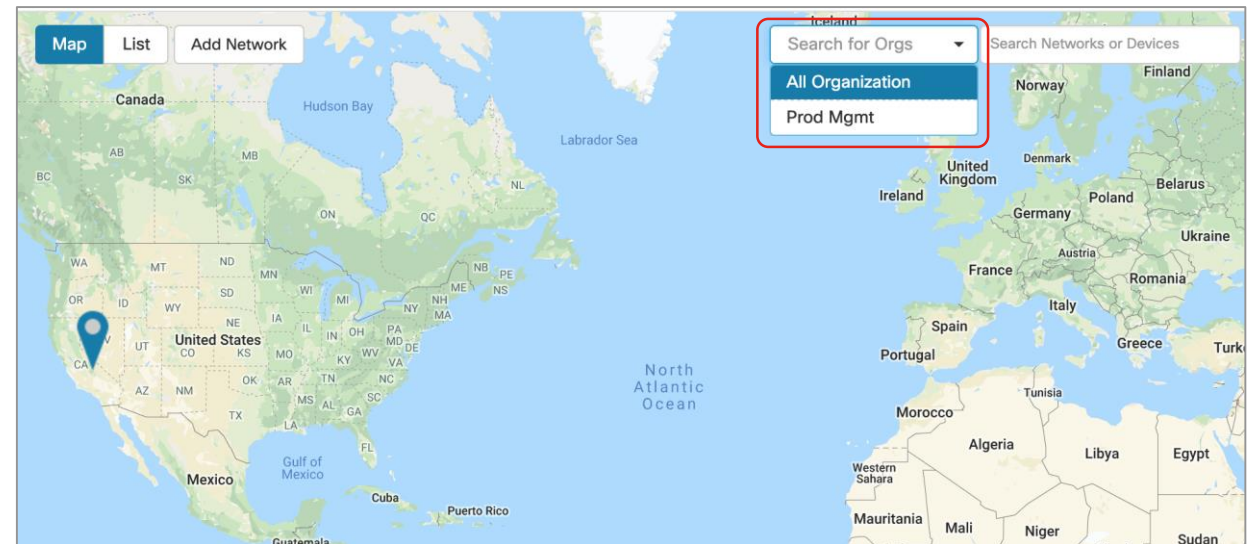 Map List Add Network
Search for Orgs
Search Networks or Devices
All Organization
Prod Mgmt
Iceland
Norway
Finland
Canada
Hudson Bay
Labrador Sea
AB
MB
BC
SK
NL
ON
QC
United
Kingdom
Denmark
Ireland
Poland
Belarus
Germany
Ukraine
WA
MT
ND
MN
NB
PE
Austria
France
Romania
OR
ID
WY
SD
WI
MI
ME
NS
NH
NY
MA
Italy
UT
NE
IA
IL
IN
OH
PA
MD
DE
United States
CO
KS
MO
KY
WV
VA
Spain
Portugal
Greece
CA
AZ
NM
OK
AR
TN
NC
SC
North
Atlantic
Ocean
Tunisia
MS
AL
GA
TX
LA
Morocco
Algeria
Libya
Egypt
FL
Gulf of
Mexico
Mexico
Western
Sahara
Cuba
Puerto Rico
Mauritania
Mali
Niger
Sudan